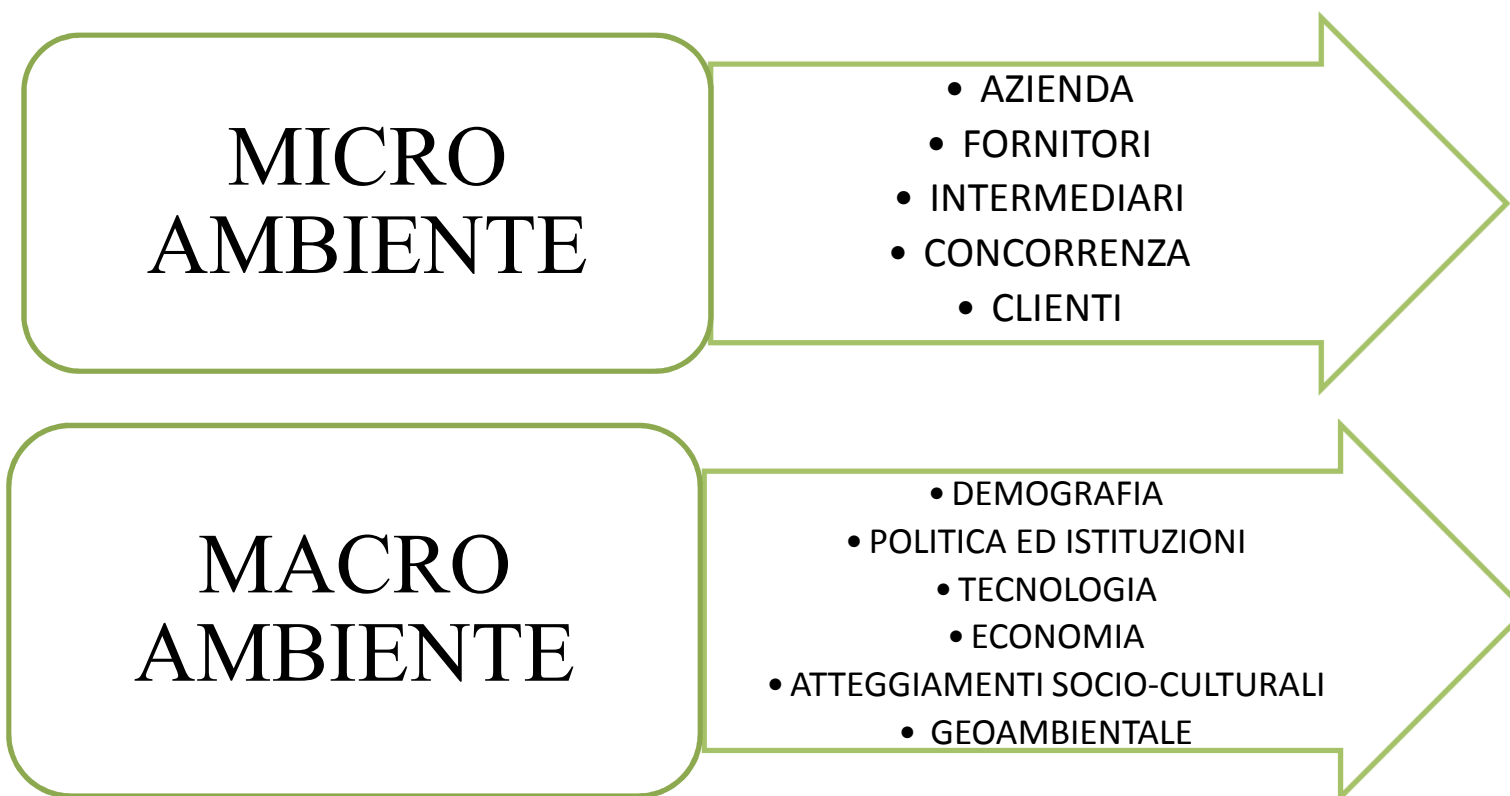 MICRO
AMBIENTE
• AZIENDA
• FORNITORI
• INTERMEDIARI
• CONCORRENZA
• CLIENTI
MACRO
AMBIENTE
• DEMOGRAFIA
• POLITICA ED ISTITUZIONI
• TECNOLOGIA
• ECONOMIA
• ATTEGGIAMENTI SOCIO-CULTURALI
• GEOAMBIENTALE